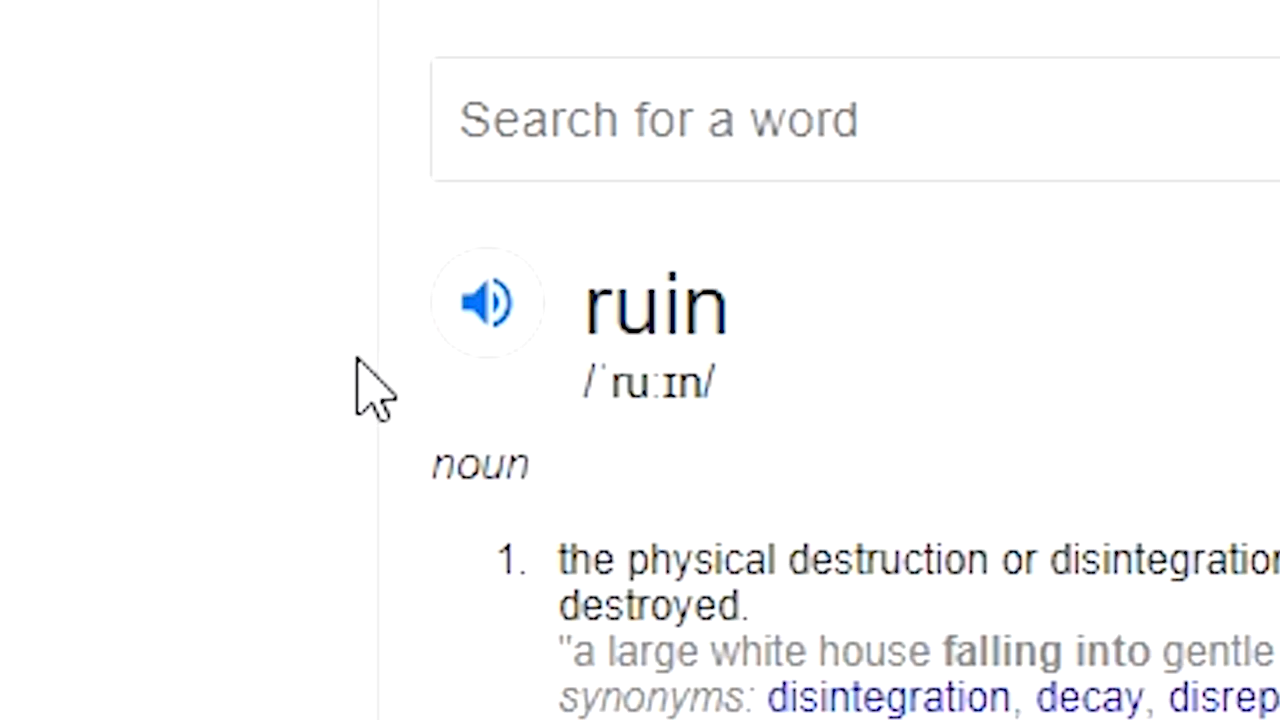 Search for a word
ruin
/ˈruːɪn/
noun
1. the physical destruction or disintegration
destroyed.
"a large white house falling into gentle
synonyms: disintegration, decay, disrep